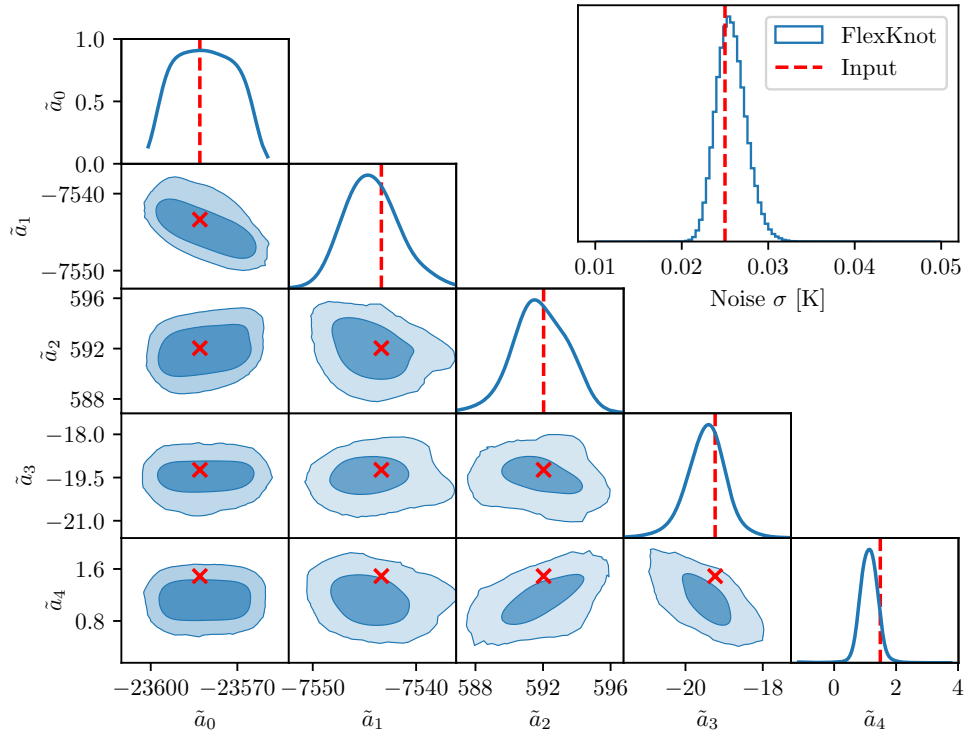 FlexKnot
Input
0.01 0.02 0.03 0.04 0.05
Noise σ [K]
1.0
0.5
0.0
ã₀
−7540
−7550
ã₁
596
592
588
ã₂
−18.0
−19.5
−21.0
ã₃
1.6
0.8
ã₄
−23600 −23570 −7550 −7540 588 592 596 −20 −18 0 2 4
ã₀ ã₁ ã₂ ã₃ ã₄